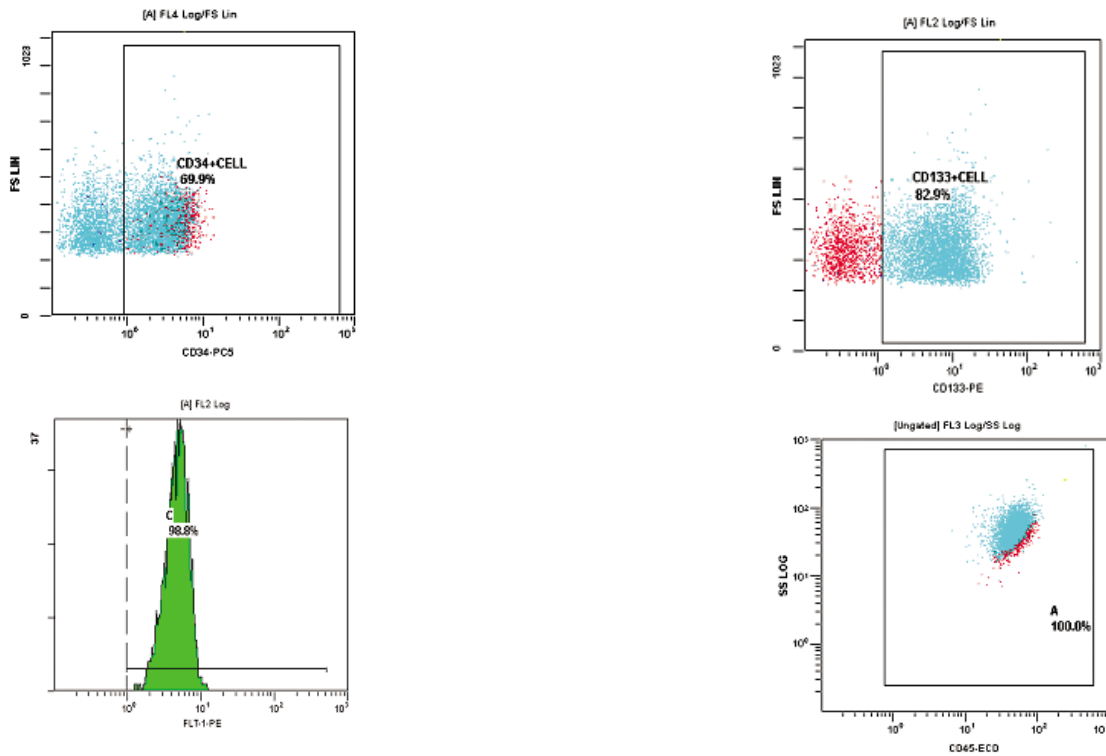 [A] FL4 Log/FS Lin
1023
FS LIN
0
CD34+CELL
69.9%
10⁰ 10¹ 10² 10³
CD34-PC5
[A] FL2 Log/FS Lin
1023
FS LIN
0
CD133+CELL
82.9%
10⁰ 10¹ 10² 10³
CD133-PE
[A] FL2 Log
37
C
98.8%
10⁰ 10¹ 10² 10³
FLT-1-PE
[Ungated] FL3 Log/SS Log
10³
10²
10¹
10⁰
SS LOG
A
100.0%
10⁰ 10¹ 10²
CD45-ECD